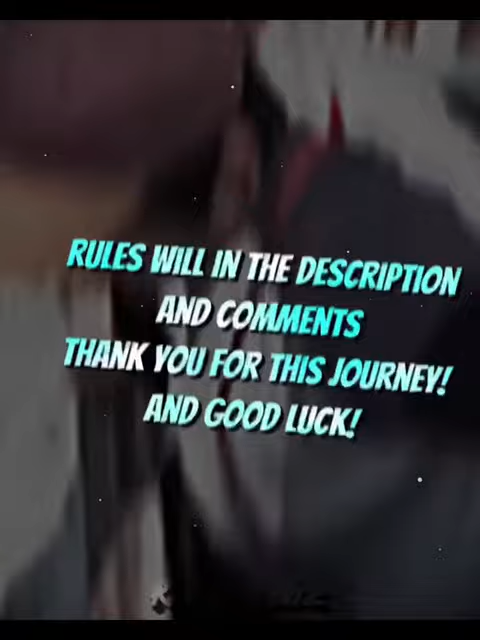 RULES WILL IN THE DESCRIPTION
AND COMMENTS
THANK YOU FOR THIS JOURNEY!
AND GOOD LUCK!